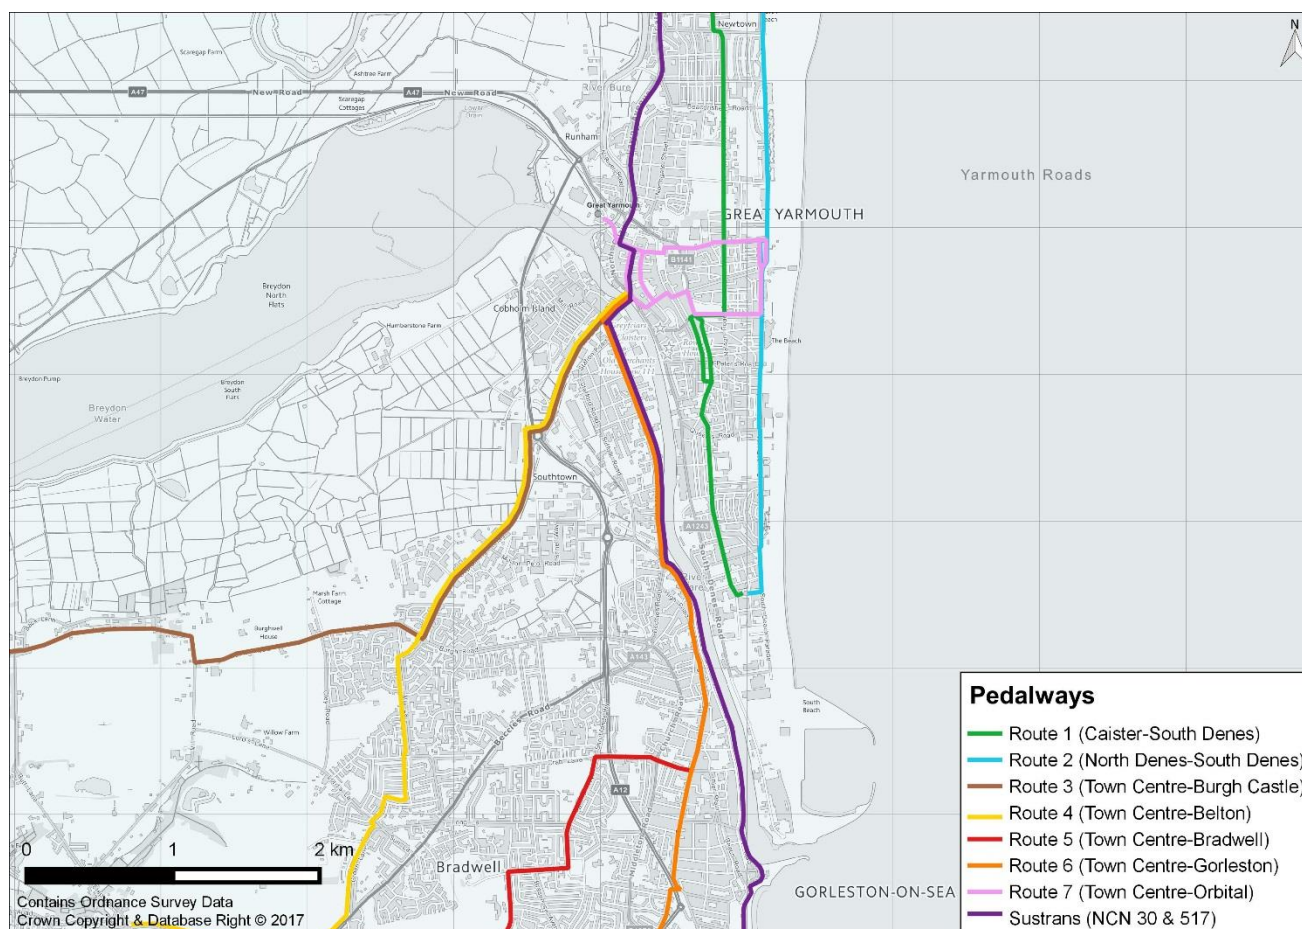 Newtown
Beach
N
Scaregap Farm
Ashtree Farm
A47
New Road
Scaregap
Cottages
A47
New Road
River Bure
Runham
Yarmouth Roads
Great Yarmouth
GREAT YARMOUTH
B1141
Breydon
North
Flats
Cobholm Island
Humberstone Farm
The Beach
Breydon Pump
Breydon
South
Flats
Breydon
Water
Southtown
A1243
South Denes Road
Marsh Farm
Cottage
Burghwell
House
A143
Beccles Road
South
Beach
Willow Farm
A12
Bradwell
GORLESTON-ON-SEA
Pedalways
Route 1 (Caister-South Denes)
Route 2 (North Denes-South Denes)
Route 3 (Town Centre-Burgh Castle)
Route 4 (Town Centre-Belton)
Route 5 (Town Centre-Bradwell)
Route 6 (Town Centre-Gorleston)
Route 7 (Town Centre-Orbital)
Sustrans (NCN 30 & 517)
0 1 2 km
Contains Ordnance Survey Data
Crown Copyright & Database Right © 2017